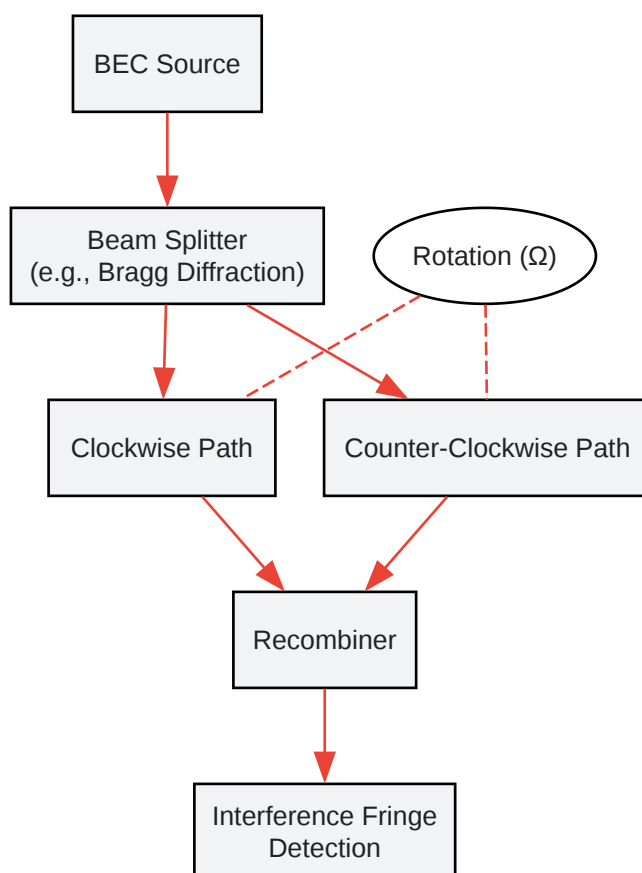 BEC Source
Beam Splitter
(e.g., Bragg Diffraction)
Rotation (Ω)
Clockwise Path
Counter-Clockwise Path
Recombiner
Interference Fringe
Detection